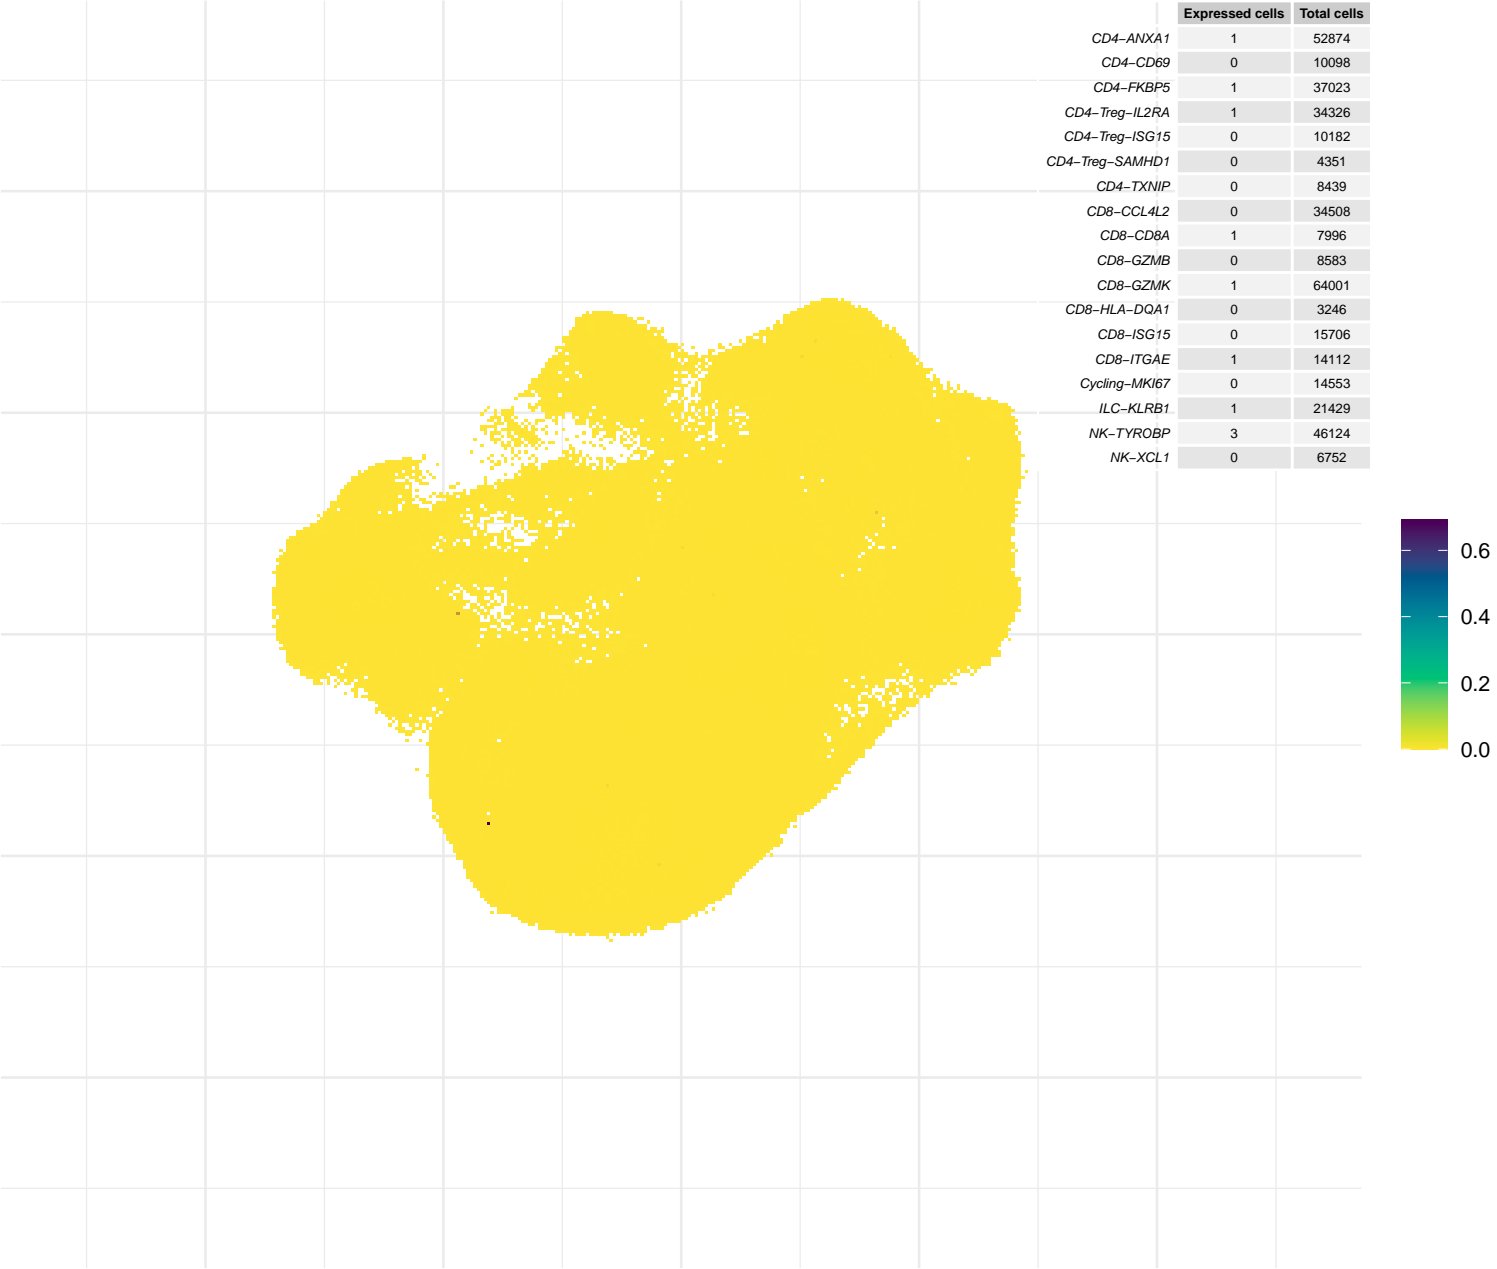 Expressed cells Total cells
CD4−ANXA1 1 52874
CD4−CD69 0 10098
CD4−FKBP5 1 37023
CD4−Treg−IL2RA 1 34326
CD4−Treg−ISG15 0 10182
CD4−Treg−SAMHD1 0 4351
CD4−TXNIP 0 8439
CD8−CCL4L2 0 34508
CD8−CD8A 1 7996
CD8−GZMB 0 8583
CD8−GZMK 1 64001
CD8−HLA−DQA1 0 3246
CD8−ISG15 0 15706
CD8−ITGAE 1 14112
Cycling−MKI67 0 14553
ILC−KLRB1 1 21429
NK−TYROBP 3 46124
NK−XCL1 0 6752
0.6
0.4
0.2
0.0